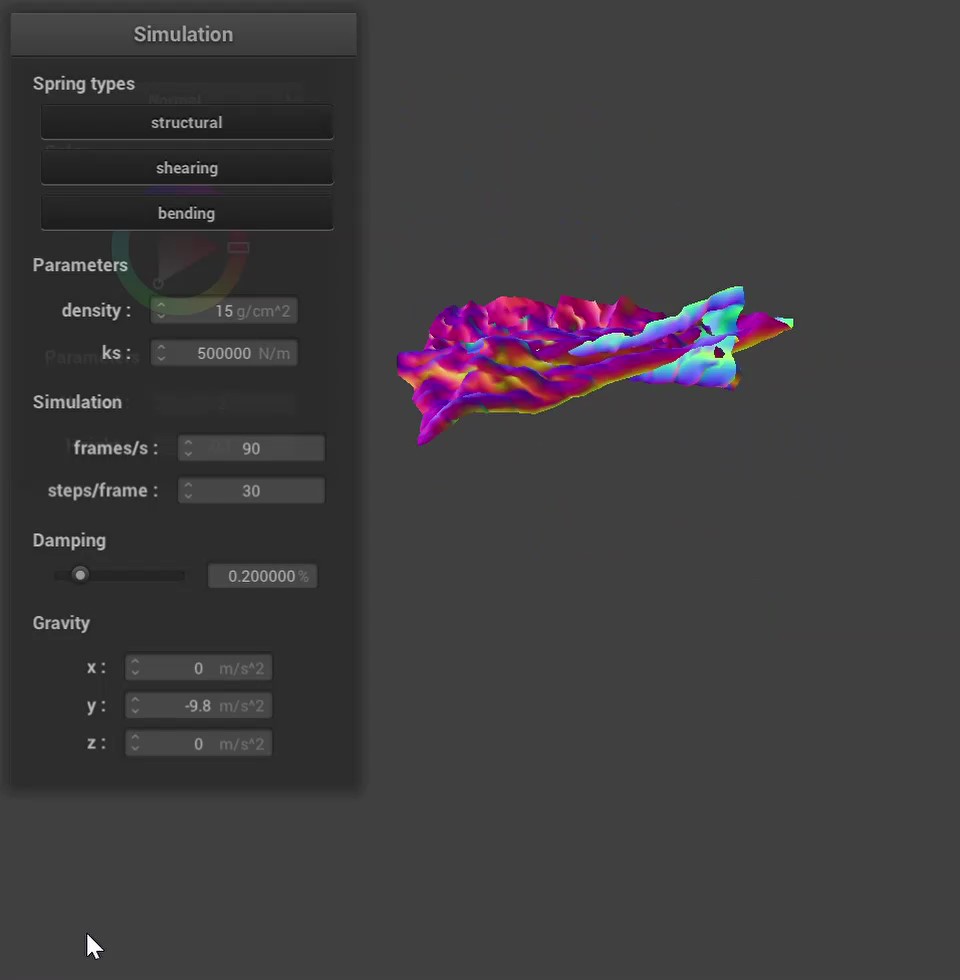 Simulation
Spring types
Normal
structural
shearing
bending
Parameters
density : 15 g/cm^2
ks : 500000 N/m
Simulation
frames/s : 90
steps/frame : 30
Damping
0.200000 %
Gravity
x : 0 m/s^2
y : -9.8 m/s^2
z : 0 m/s^2